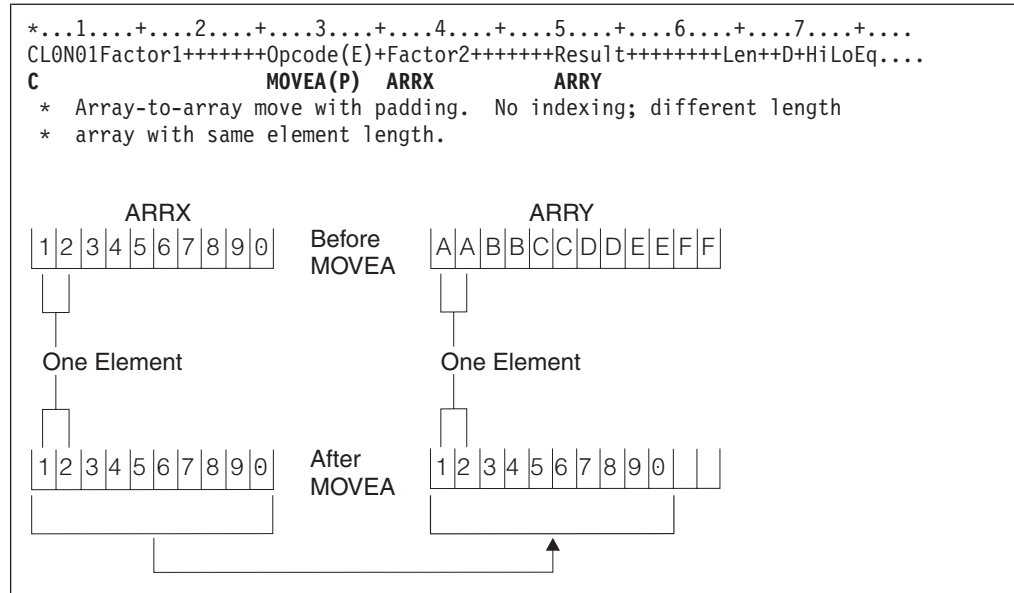 *...1....+....2....+....3....+....4....+....5....+....6....+....7....+....
CL0N01Factor1+++++++Opcode(E)+Factor2+++++++Result++++++++Len++D+HiLoEq....
C                   MOVEA(P)  ARRX          ARRY
 *  Array-to-array move with padding.  No indexing; different length
 *  array with same element length.
ARRX ARRY
1 2 3 4 5 6 7 8 9 0 Before MOVEA A A B B C C D D E E F F
One Element One Element
1 2 3 4 5 6 7 8 9 0 After MOVEA 1 2 3 4 5 6 7 8 9 0